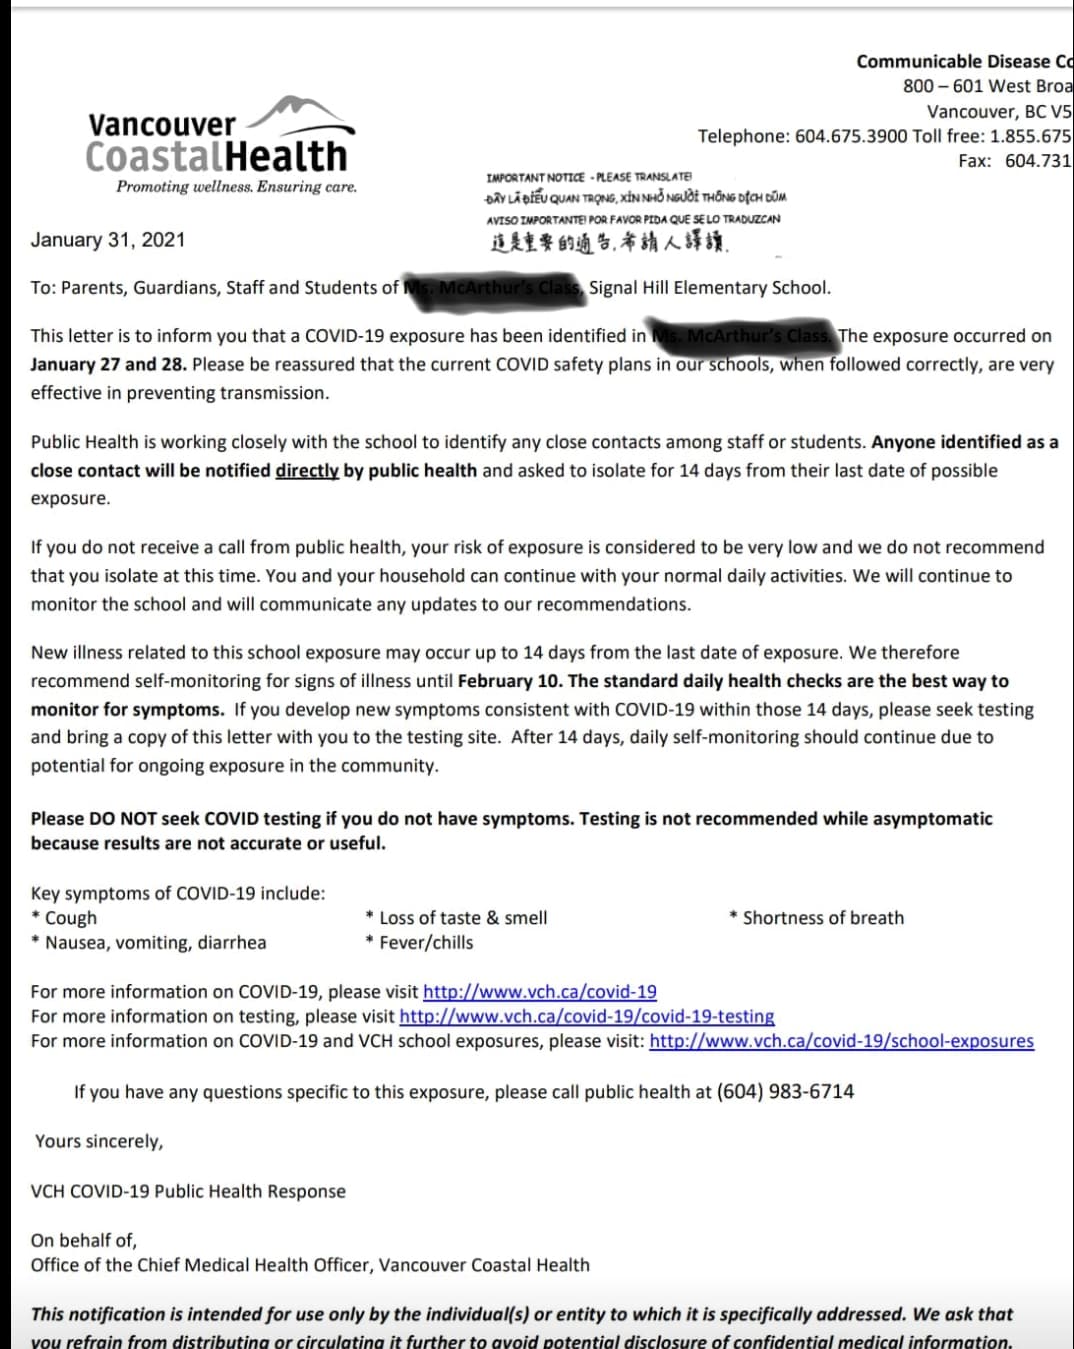 Communicable Disease Co
800 – 601 West Broa
Vancouver, BC V5
Telephone: 604.675.3900 Toll free: 1.855.675
Fax: 604.731
Vancouver
CoastalHealth
Promoting wellness. Ensuring care.
IMPORTANT NOTICE - PLEASE TRANSLATE!
ĐÂY LÀ ĐIỀU QUAN TRỌNG, XIN NHỜ NGƯỜI THÔNG DỊCH DÙM
AVISO IMPORTANTE! POR FAVOR PIDA QUE SE LO TRADUZCAN
這是重要的通告,希請人譯讀.
January 31, 2021
To: Parents, Guardians, Staff and Students of , Signal Hill Elementary School.
This letter is to inform you that a COVID-19 exposure has been identified in The exposure occurred on
January 27 and 28. Please be reassured that the current COVID safety plans in our schools, when followed correctly, are very
effective in preventing transmission.
Public Health is working closely with the school to identify any close contacts among staff or students. Anyone identified as a
close contact will be notified directly by public health and asked to isolate for 14 days from their last date of possible
exposure.
If you do not receive a call from public health, your risk of exposure is considered to be very low and we do not recommend
that you isolate at this time. You and your household can continue with your normal daily activities. We will continue to
monitor the school and will communicate any updates to our recommendations.
New illness related to this school exposure may occur up to 14 days from the last date of exposure. We therefore
recommend self-monitoring for signs of illness until February 10. The standard daily health checks are the best way to
monitor for symptoms. If you develop new symptoms consistent with COVID-19 within those 14 days, please seek testing
and bring a copy of this letter with you to the testing site. After 14 days, daily self-monitoring should continue due to
potential for ongoing exposure in the community.
Please DO NOT seek COVID testing if you do not have symptoms. Testing is not recommended while asymptomatic
because results are not accurate or useful.
Key symptoms of COVID-19 include:
* Cough * Loss of taste & smell * Shortness of breath
* Nausea, vomiting, diarrhea * Fever/chills
For more information on COVID-19, please visit http://www.vch.ca/covid-19
For more information on testing, please visit http://www.vch.ca/covid-19/covid-19-testing
For more information on COVID-19 and VCH school exposures, please visit: http://www.vch.ca/covid-19/school-exposures
If you have any questions specific to this exposure, please call public health at (604) 983-6714
Yours sincerely,
VCH COVID-19 Public Health Response
On behalf of,
Office of the Chief Medical Health Officer, Vancouver Coastal Health
This notification is intended for use only by the individual(s) or entity to which it is specifically addressed. We ask that
you refrain from distributing or circulating it further to avoid potential disclosure of confidential medical information.